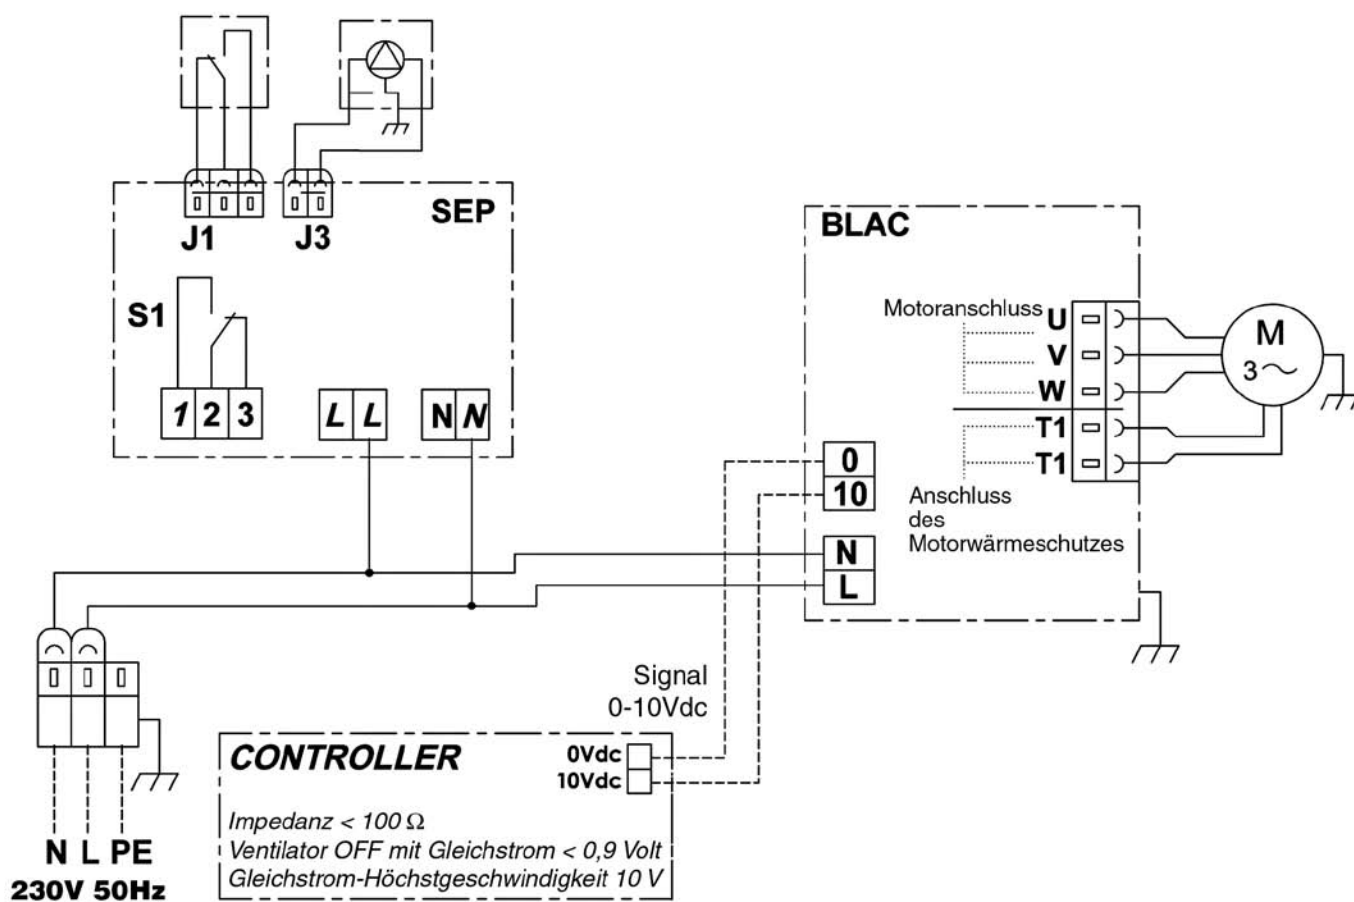 SEP
J1
J3
S1
1 2 3
L L
N N
BLAC
Motoranschluss
U
V
W
T1
T1
M
3~
0
10
Anschluss
des
Motorwärmeschutzes
N
L
Signal
0-10Vdc
CONTROLLER
0Vdc
10Vdc
Impedanz < 100 Ω
Ventilator OFF mit Gleichstrom < 0,9 Volt
Gleichstrom-Höchstgeschwindigkeit 10 V
N L PE
230V 50Hz